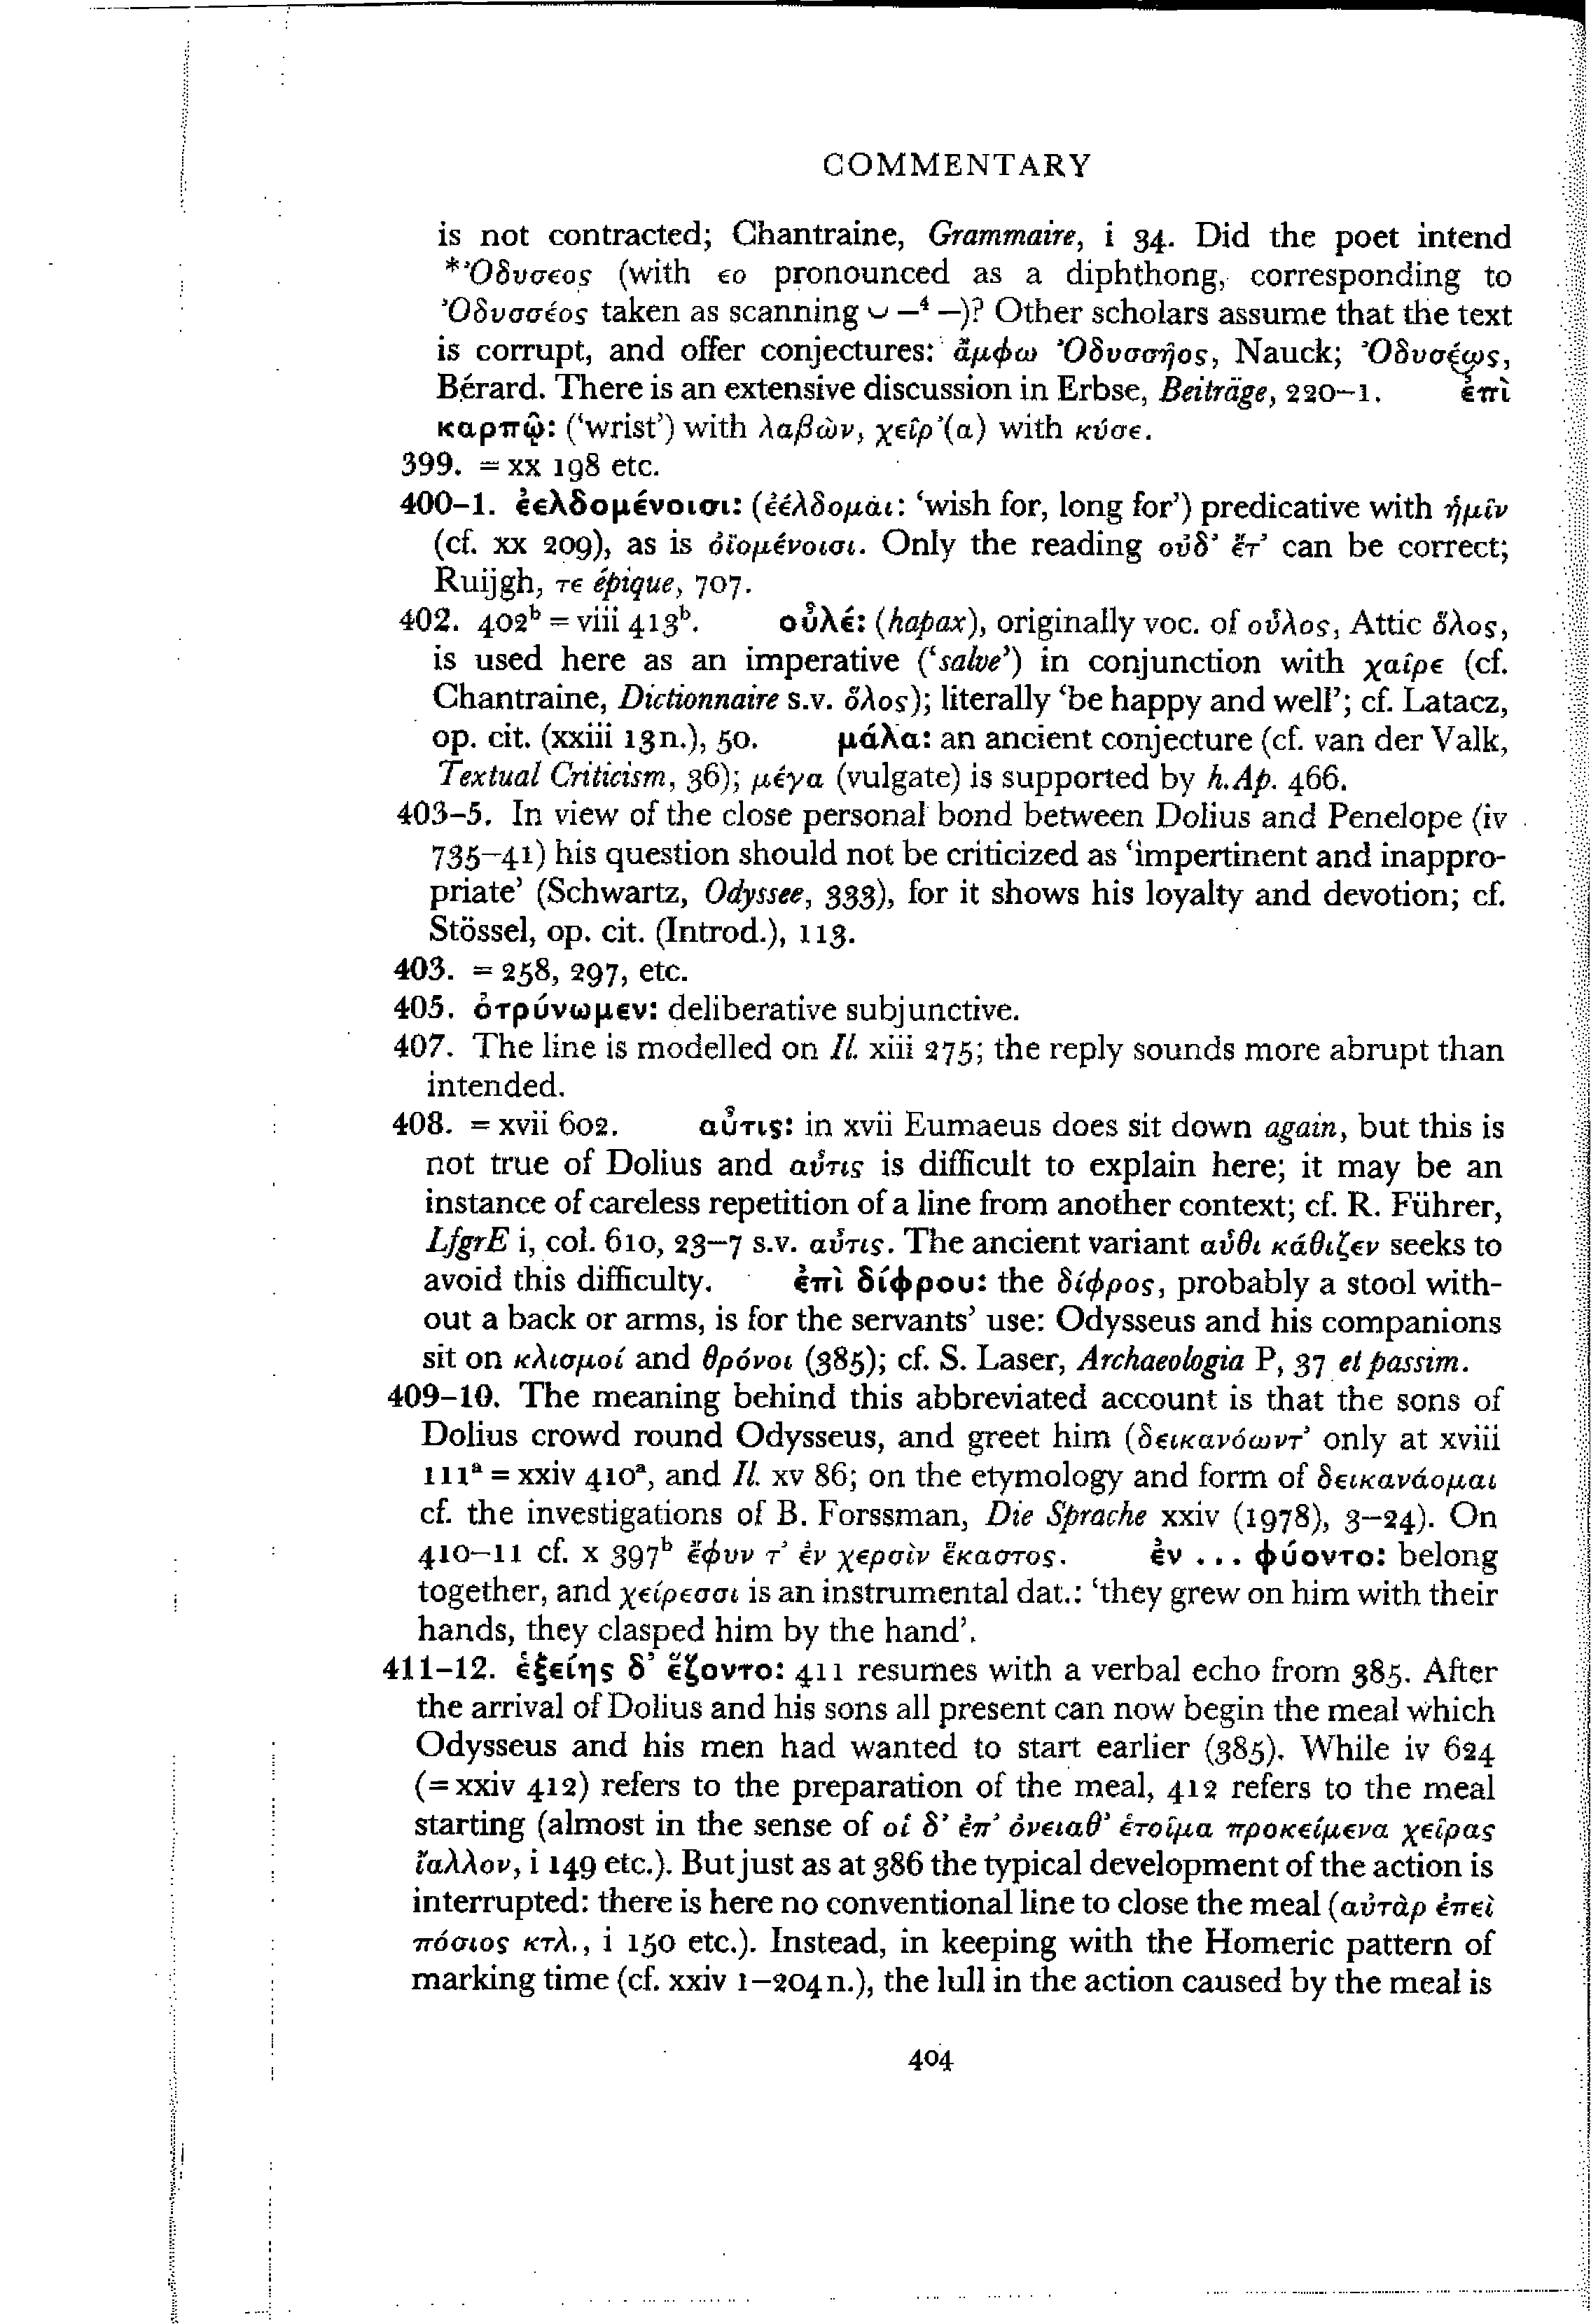 COMMENTARY
is not contracted; Chantraine, Grammaire, i 34. Did the poet intend
*Ὀδυσεος (with εο pronounced as a diphthong, corresponding to
Ὀδυσσέος taken as scanning ⏑ –⁴ –)? Other scholars assume that the text
is corrupt, and offer conjectures: ἄμφω Ὀδυσσῆος, Nauck; Ὀδυσέως,
Bérard. There is an extensive discussion in Erbse, Beiträge, 220–1. ἐπὶ
καρπῷ: (‘wrist’) with λαβὼν, χεῖρ’(α) with κύσε.
399. = xx 198 etc.
400–1. ἐελδομένοισι: (ἐέλδομαι: ‘wish for, long for’) predicative with ἡμῖν
(cf. xx 209), as is ὀϊομένοισι. Only the reading οὐδ’ ἔτ’ can be correct;
Ruijgh, τε épique, 707.
402. 402ᵇ = viii 413ᵇ. οὖλέ: (hapax), originally voc. of οὖλος, Attic ὅλος,
is used here as an imperative (‘salve’) in conjunction with χαῖρε (cf.
Chantraine, Dictionnaire s.v. ὅλος); literally ‘be happy and well’; cf. Latacz,
op. cit. (xxiii 13n.), 50. μάλα: an ancient conjecture (cf. van der Valk,
Textual Criticism, 36); μέγα (vulgate) is supported by h.Ap. 466.
403–5. In view of the close personal bond between Dolius and Penelope (iv
735–41) his question should not be criticized as ‘impertinent and inappro-
priate’ (Schwartz, Odyssee, 333), for it shows his loyalty and devotion; cf.
Stössel, op. cit. (Introd.), 113.
403. = 258, 297, etc.
405. ὀτρύνωμεν: deliberative subjunctive.
407. The line is modelled on Il. xiii 275; the reply sounds more abrupt than
intended.
408. = xvii 602. αὖτις: in xvii Eumaeus does sit down again, but this is
not true of Dolius and αὖτις is difficult to explain here; it may be an
instance of careless repetition of a line from another context; cf. R. Führer,
LfgrE i, col. 610, 23–7 s.v. αὖτις. The ancient variant αὖθι κάθιζεν seeks to
avoid this difficulty. ἐπὶ δίφρου: the δίφρος, probably a stool with-
out a back or arms, is for the servants’ use: Odysseus and his companions
sit on κλισμοί and θρόνοι (385); cf. S. Laser, Archaeologia P, 37 et passim.
409–10. The meaning behind this abbreviated account is that the sons of
Dolius crowd round Odysseus, and greet him (δεικανόωντ’ only at xviii
111ᵃ = xxiv 410ᵃ, and Il. xv 86; on the etymology and form of δεικανάομαι
cf. the investigations of B. Forssman, Die Sprache xxiv (1978), 3–24). On
410–11 cf. x 397ᵇ ἔφυν τ’ ἐν χερσὶν ἕκαστος. ἐν ... φύοντο: belong
together, and χείρεσσι is an instrumental dat.: ‘they grew on him with their
hands, they clasped him by the hand’.
411–12. ἐξείης δ’ ἕζοντο: 411 resumes with a verbal echo from 385. After
the arrival of Dolius and his sons all present can now begin the meal which
Odysseus and his men had wanted to start earlier (385). While iv 624
(= xxiv 412) refers to the preparation of the meal, 412 refers to the meal
starting (almost in the sense of οἱ δ’ ἐπ’ ὀνείαθ’ ἑτοῖμα προκείμενα χεῖρας
ἴαλλον, i 149 etc.). But just as at 386 the typical development of the action is
interrupted: there is here no conventional line to close the meal (αὐτὰρ ἐπεὶ
πόσιος κτλ., i 150 etc.). Instead, in keeping with the Homeric pattern of
marking time (cf. xxiv 1–204n.), the lull in the action caused by the meal is
404